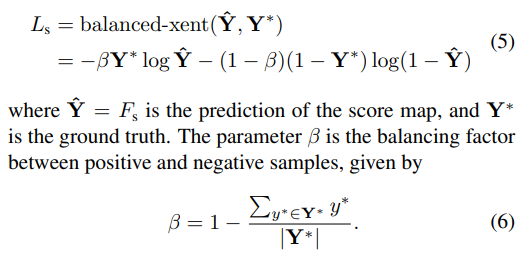 L_s = balanced-xent(Ŷ, Y*)
= −βY* log Ŷ − (1 − β)(1 − Y*) log(1 − Ŷ)
(5)
where Ŷ = F_s is the prediction of the score map, and Y*
is the ground truth. The parameter β is the balancing factor
between positive and negative samples, given by
β = 1 − ∑_{y*∈Y*} y* / |Y*|. (6)